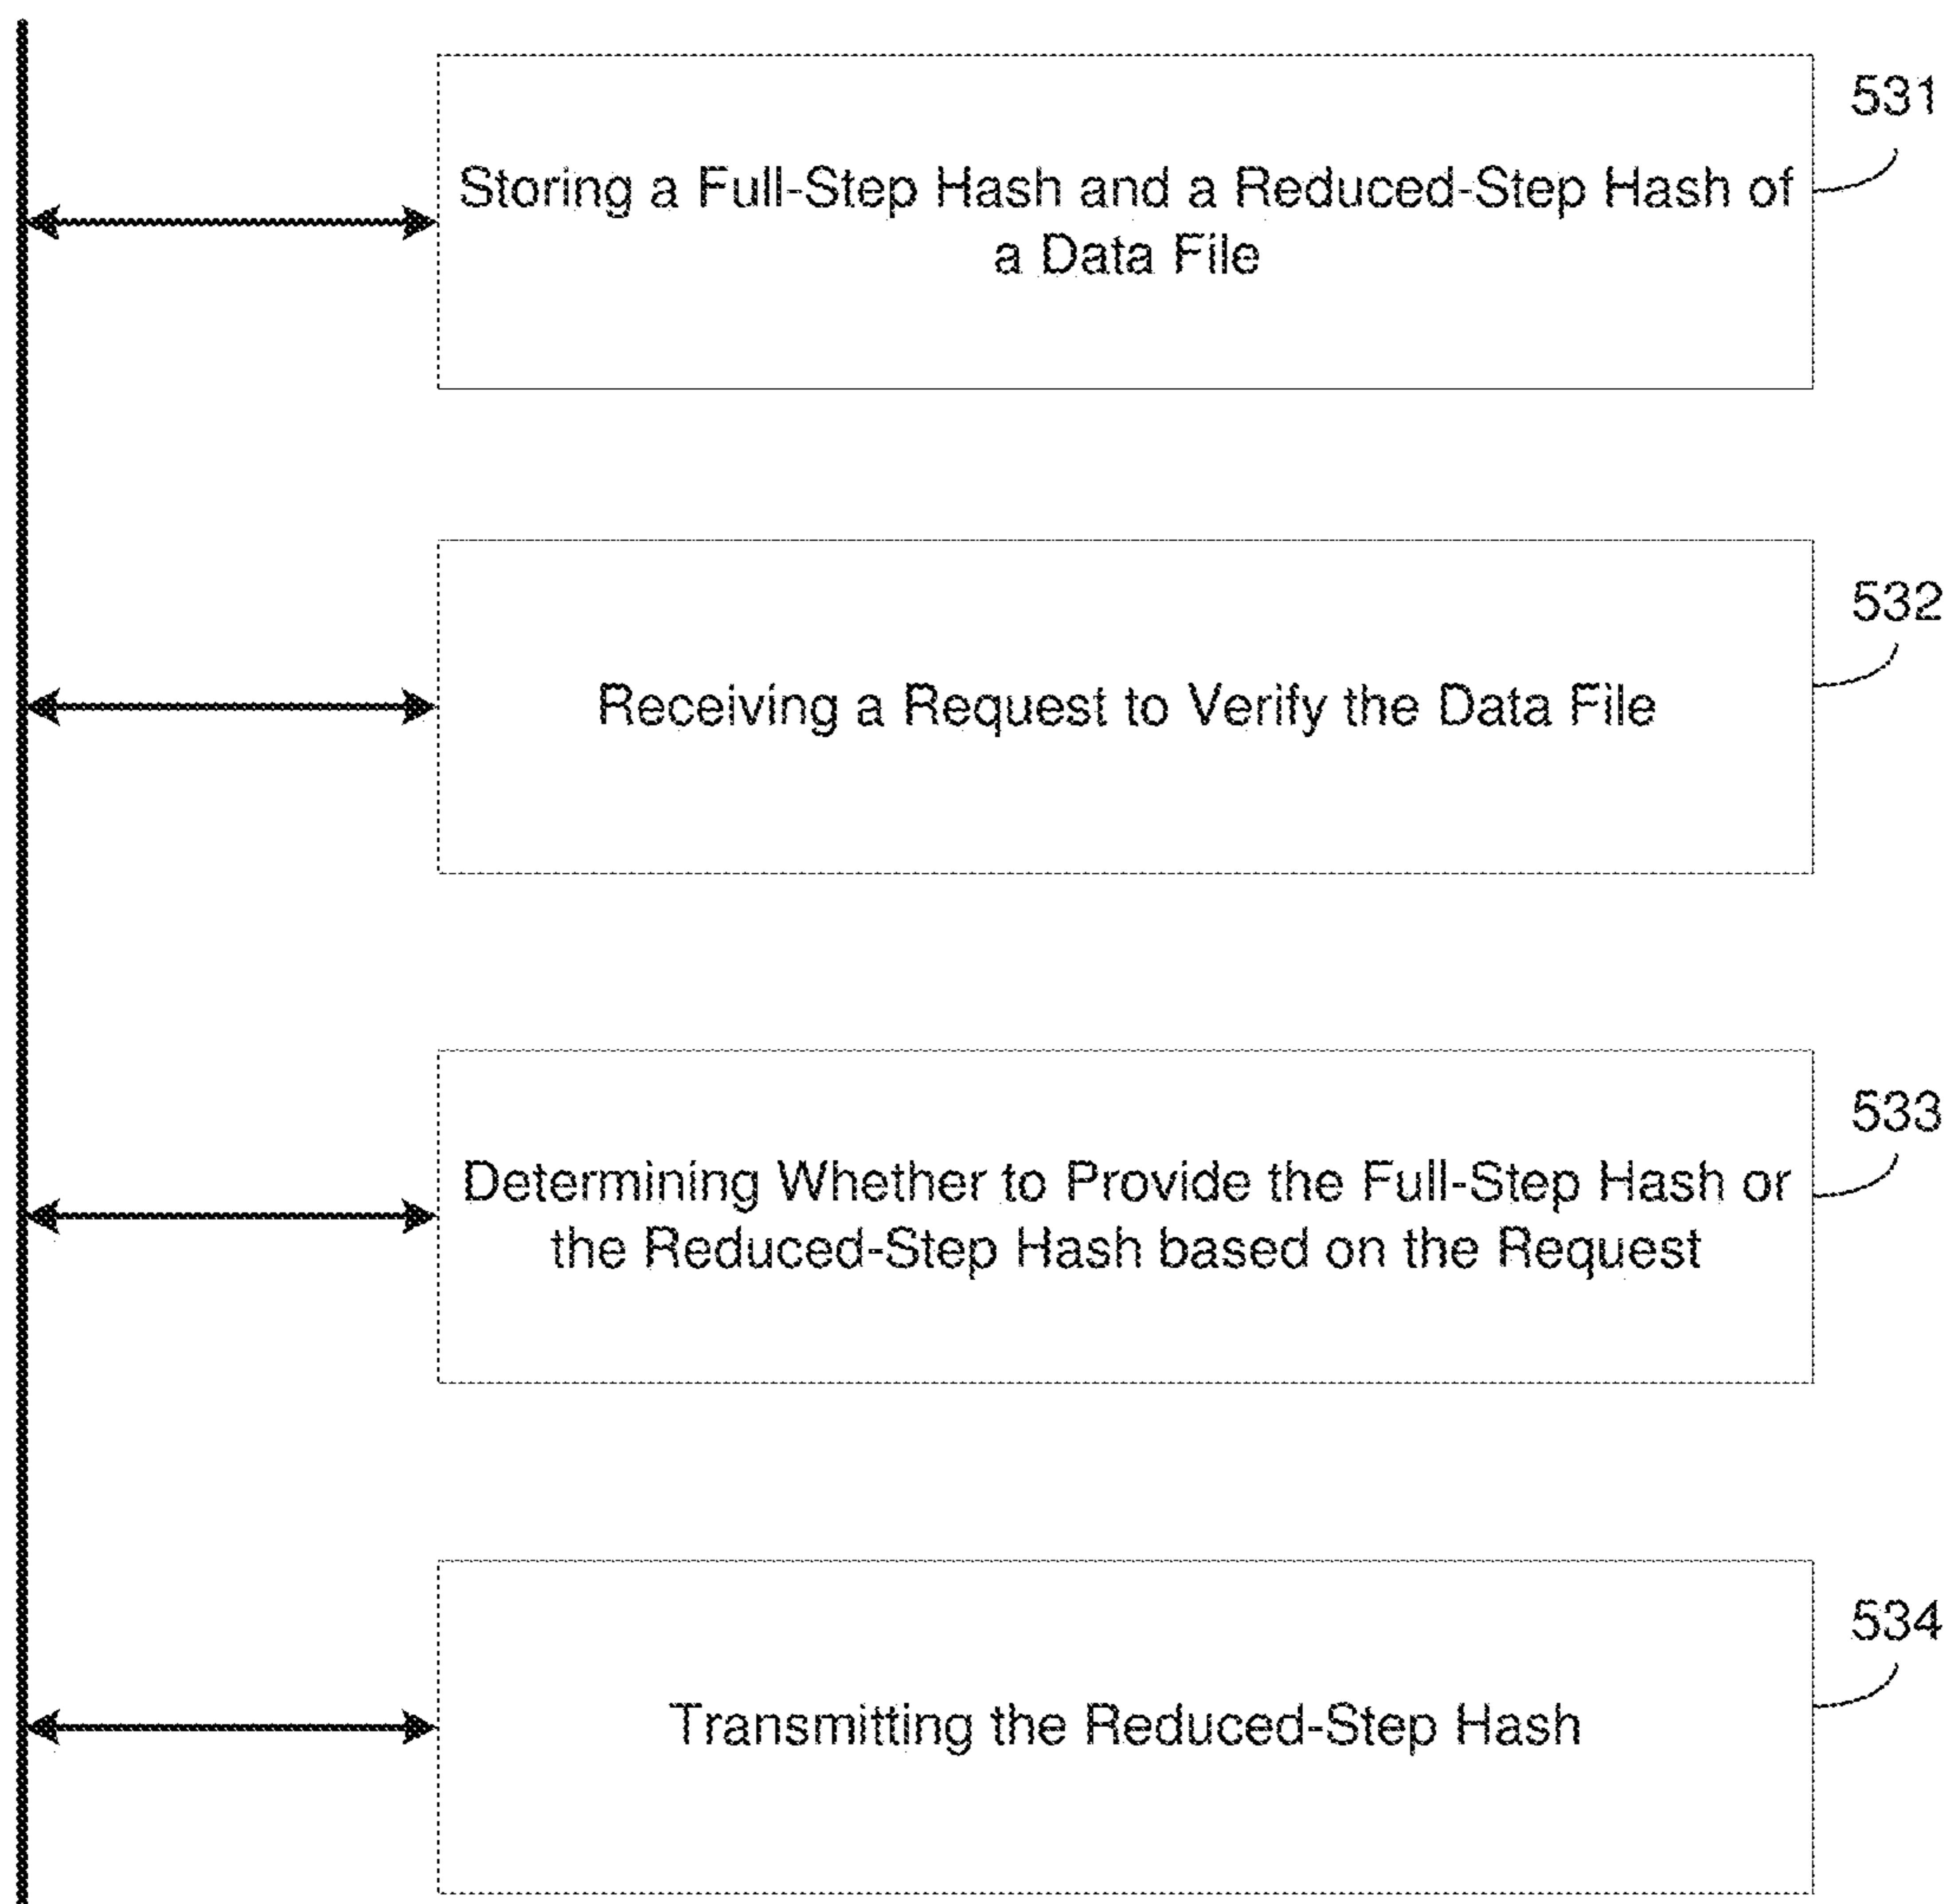 531
Storing a Full-Step Hash and a Reduced-Step Hash of
a Data File
532
Receiving a Request to Verify the Data File
533
Determining Whether to Provide the Full-Step Hash or
the Reduced-Step Hash based on the Request
534
Transmitting the Reduced-Step Hash